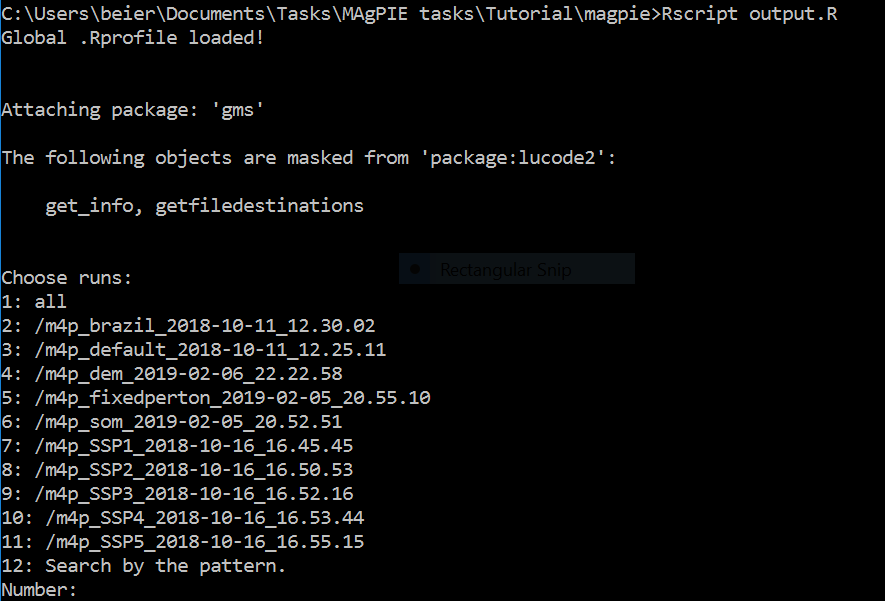 C:\Users\beier\Documents\Tasks\MAgPIE tasks\Tutorial\magpie>Rscript output.R
Global .Rprofile loaded!
Attaching package: 'gms'
The following objects are masked from 'package:lucode2':
get_info, getfiledestinations
Rectangular Snip
Choose runs:
1: all
2: /m4p_brazil_2018-10-11_12.30.02
3: /m4p_default_2018-10-11_12.25.11
4: /m4p_dem_2019-02-06_22.22.58
5: /m4p_fixedperton_2019-02-05_20.55.10
6: /m4p_som_2019-02-05_20.52.51
7: /m4p_SSP1_2018-10-16_16.45.45
8: /m4p_SSP2_2018-10-16_16.50.53
9: /m4p_SSP3_2018-10-16_16.52.16
10: /m4p_SSP4_2018-10-16_16.53.44
11: /m4p_SSP5_2018-10-16_16.55.15
12: Search by the pattern.
Number: